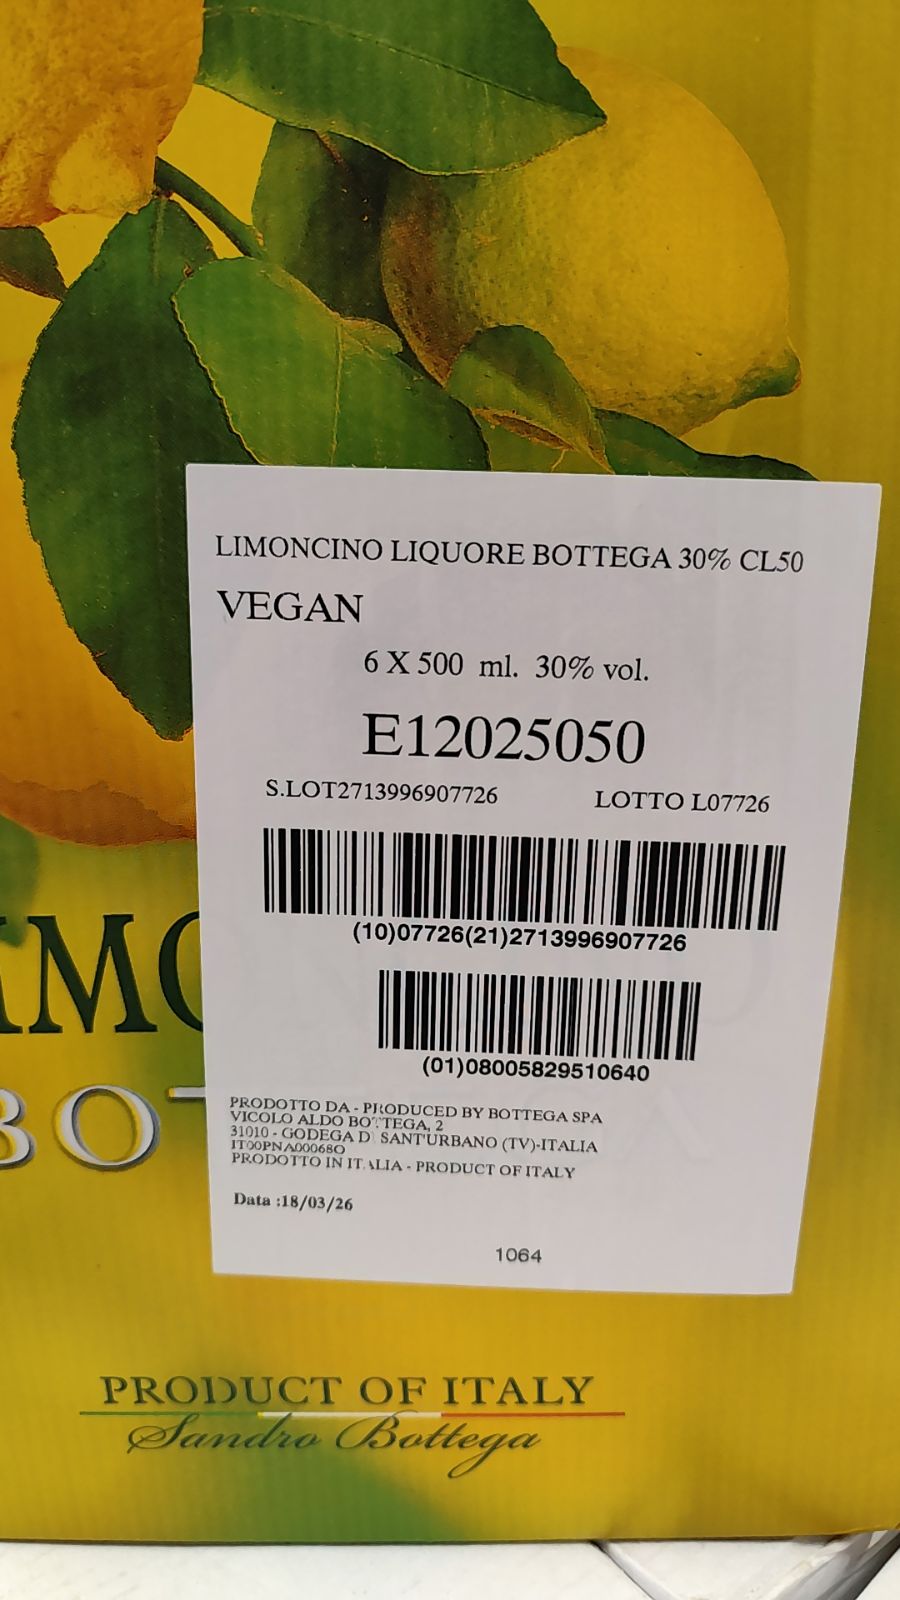 LIMONCINO LIQUORE BOTTEGA 30% CL50
VEGAN
6 X 500 ml. 30% vol.
E12025050
S.LOT2713996907726 LOTTO L07726
(10)07726(21)2713996907726
(01)08005829510640
PRODOTTO DA - PRODUCED BY BOTTEGA SPA
VICOLO ALDO BOTTEGA, 2
31010 - GODEGA D SANT'URBANO (TV)-ITALIA
IT00PNA00068O
PRODOTTO IN ITALIA - PRODUCT OF ITALY
Data :18/03/26
1064
IMO
BOT
PRODUCT OF ITALY
Sandro Bottega